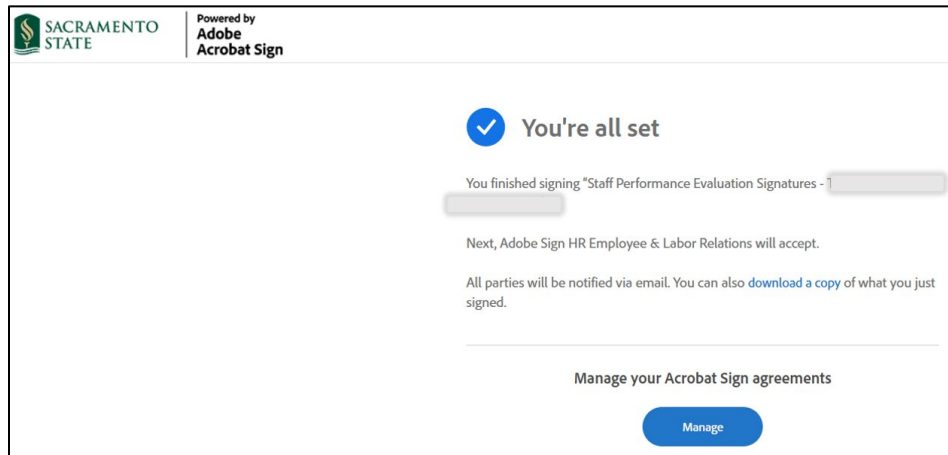 SACRAMENTO
STATE
Powered by
Adobe
Acrobat Sign
You're all set
You finished signing “Staff Performance Evaluation Signatures -
Next, Adobe Sign HR Employee & Labor Relations will accept.
All parties will be notified via email. You can also download a copy of what you just
signed.
Manage your Acrobat Sign agreements
Manage